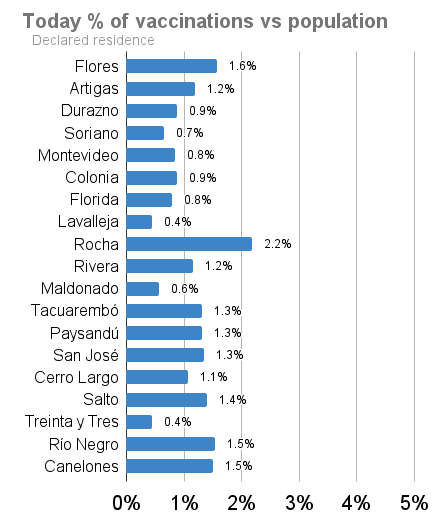 Today % of vaccinations vs population
Declared residence
Flores 1.6%
Artigas 1.2%
Durazno 0.9%
Soriano 0.7%
Montevideo 0.8%
Colonia 0.9%
Florida 0.8%
Lavalleja 0.4%
Rocha 2.2%
Rivera 1.2%
Maldonado 0.6%
Tacuarembó 1.3%
Paysandú 1.3%
San José 1.3%
Cerro Largo 1.1%
Salto 1.4%
Treinta y Tres 0.4%
Río Negro 1.5%
Canelones 1.5%
0% 1% 2% 3% 4% 5%